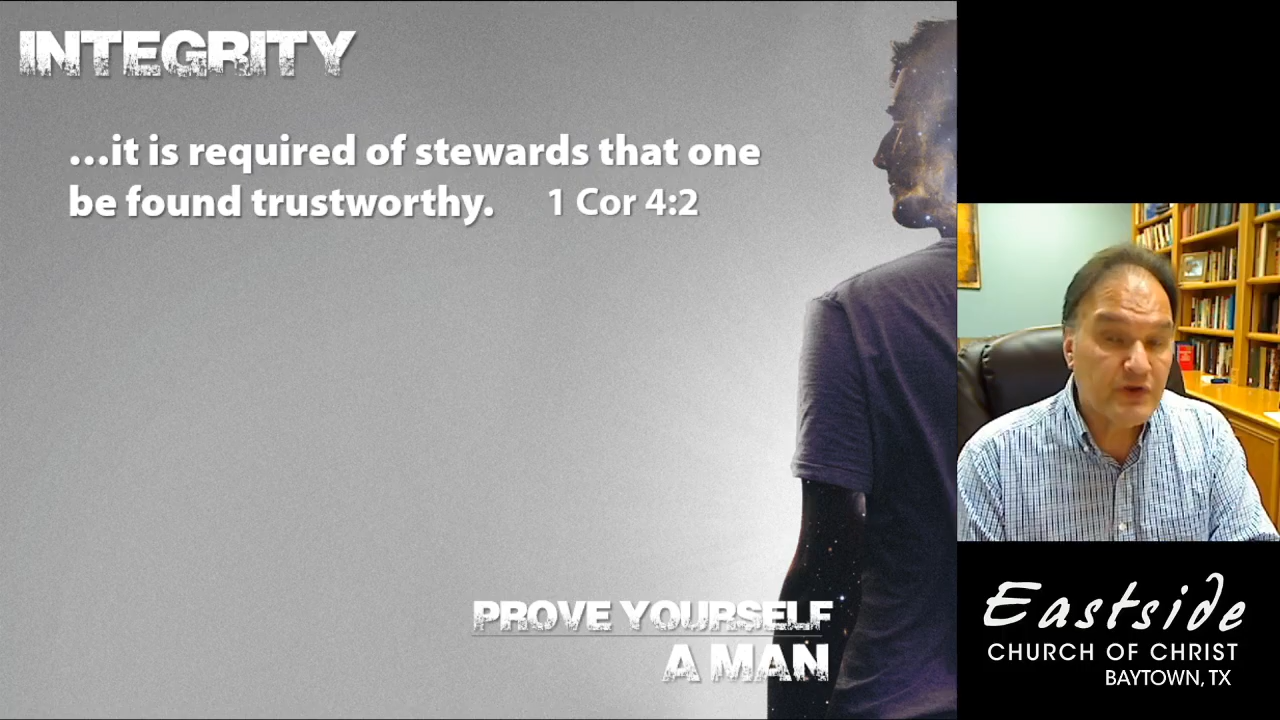 INTEGRITY
…it is required of stewards that one
be found trustworthy. 1 Cor 4:2
PROVE YOURSELF
A MAN
Eastside
CHURCH OF CHRIST
BAYTOWN, TX